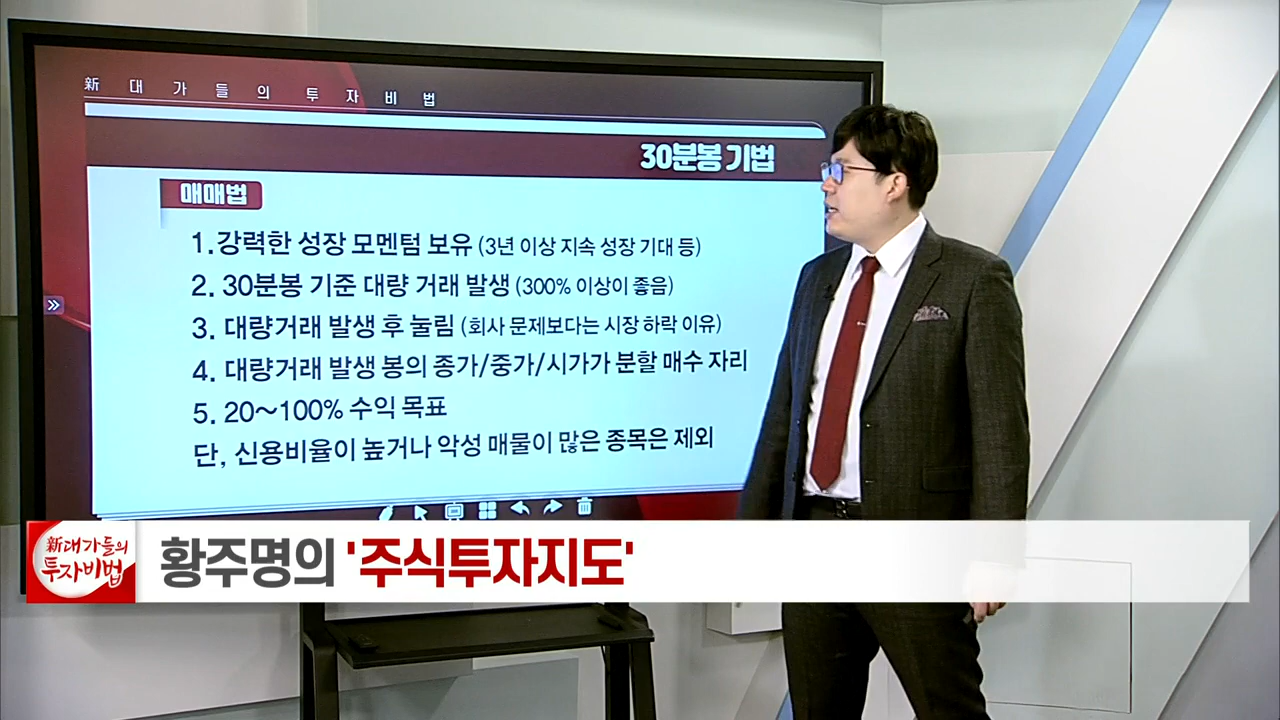 新 대 가 들 의 투 자 비 법
30분봉 기법
매매법
1. 강력한 성장 모멘텀 보유 (3년 이상 지속 성장 기대 등)
2. 30분봉 기준 대량 거래 발생 (300% 이상이 좋음)
3. 대량거래 발생 후 눌림 (회사 문제보다는 시장 하락 이유)
4. 대량거래 발생 봉의 종가/중가/시가가 분할 매수 자리
5. 20~100% 수익 목표
단, 신용비율이 높거나 악성 매물이 많은 종목은 제외
新대가들의
투자비법
황주명의 '주식투자지도'